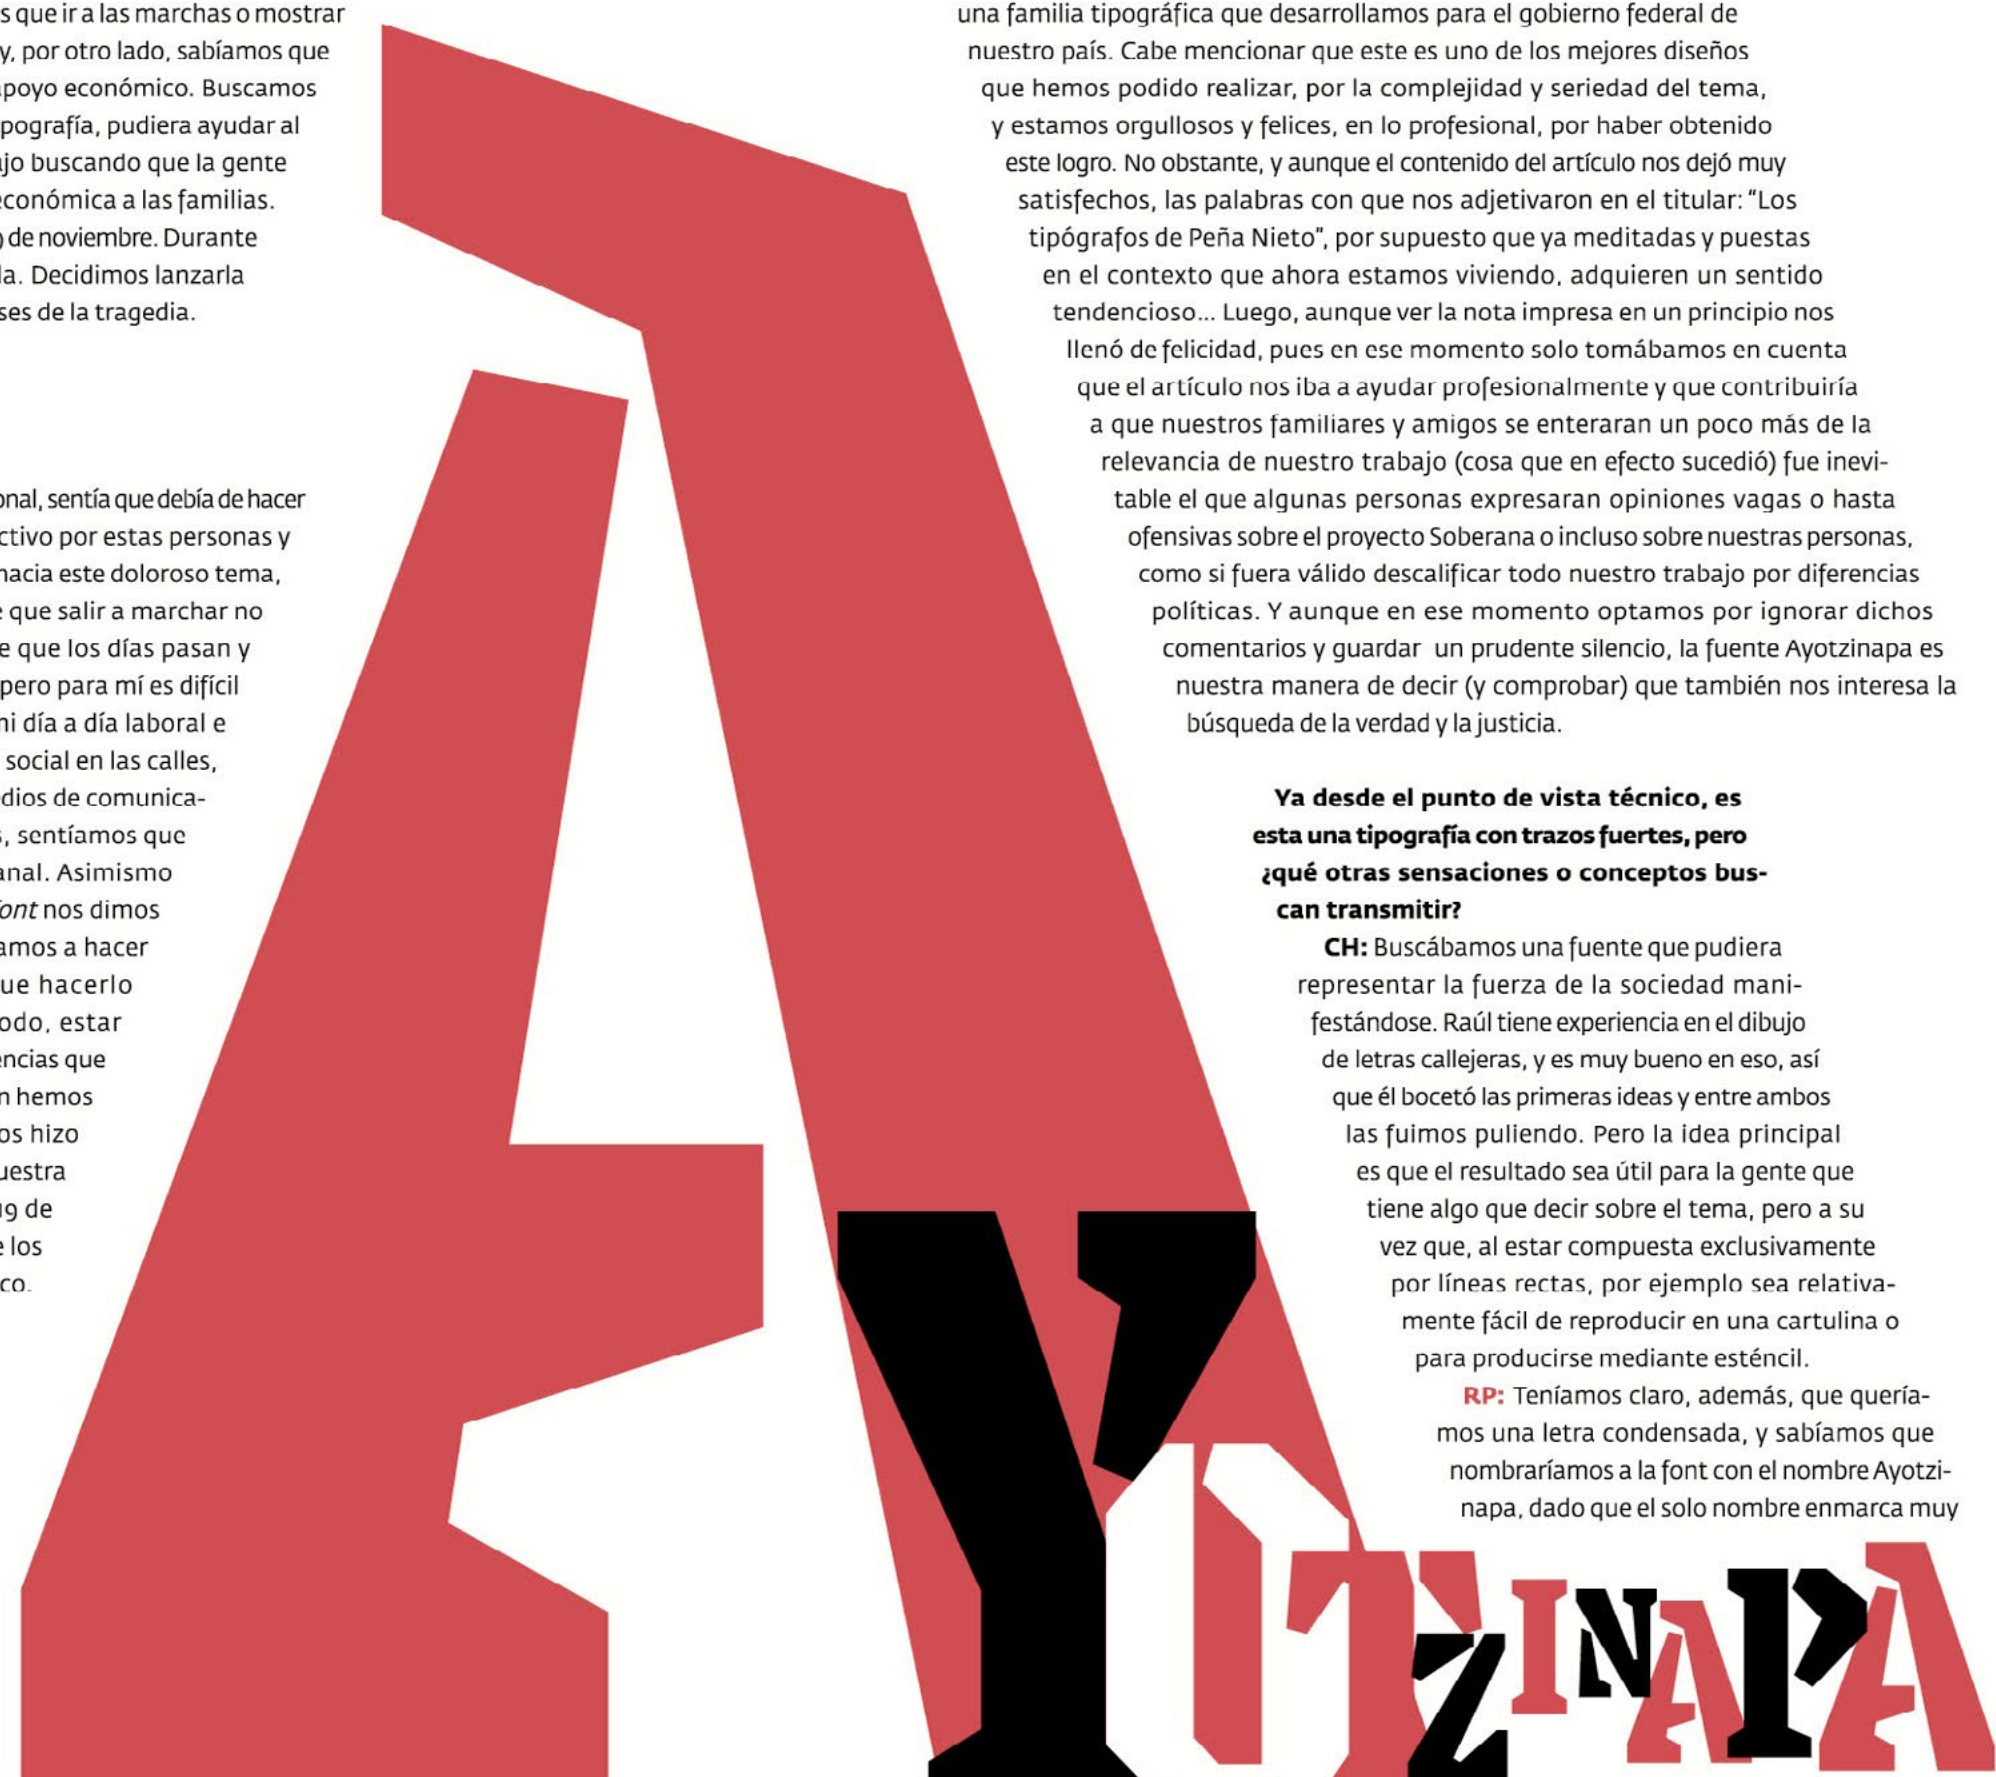 que ir a las marchas o mostrar
y, por otro lado, sabíamos que
apoyo económico. Buscamos
pografía, pudiera ayudar al
jo buscando que la gente
económica a las familias.
de noviembre. Durante
la. Decidimos lanzarla
ses de la tragedia.
onal, sentía que debía de hacer
ctivo por estas personas y
hacia este doloroso tema,
que salir a marchar no
e que los días pasan y
pero para mí es difícil
mi día a día laboral e
social en las calles,
dios de comunica-
s, sentíamos que
anal. Asimismo
font nos dimos
amos a hacer
ue hacerlo
odo, estar
encias que
n hemos
os hizo
uestra
19 de
e los
co.
una familia tipográfica que desarrollamos para el gobierno federal de
nuestro país. Cabe mencionar que este es uno de los mejores diseños
que hemos podido realizar, por la complejidad y seriedad del tema,
y estamos orgullosos y felices, en lo profesional, por haber obtenido
este logro. No obstante, y aunque el contenido del artículo nos dejó muy
satisfechos, las palabras con que nos adjetivaron en el titular: “Los
tipógrafos de Peña Nieto”, por supuesto que ya meditadas y puestas
en el contexto que ahora estamos viviendo, adquieren un sentido
tendencioso... Luego, aunque ver la nota impresa en un principio nos
llenó de felicidad, pues en ese momento solo tomábamos en cuenta
que el artículo nos iba a ayudar profesionalmente y que contribuiría
a que nuestros familiares y amigos se enteraran un poco más de la
relevancia de nuestro trabajo (cosa que en efecto sucedió) fue inevi-
table el que algunas personas expresaran opiniones vagas o hasta
ofensivas sobre el proyecto Soberana o incluso sobre nuestras personas,
como si fuera válido descalificar todo nuestro trabajo por diferencias
políticas. Y aunque en ese momento optamos por ignorar dichos
comentarios y guardar un prudente silencio, la fuente Ayotzinapa es
nuestra manera de decir (y comprobar) que también nos interesa la
búsqueda de la verdad y la justicia.
Ya desde el punto de vista técnico, es
esta una tipografía con trazos fuertes, pero
¿qué otras sensaciones o conceptos bus-
can transmitir?
CH: Buscábamos una fuente que pudiera
representar la fuerza de la sociedad mani-
festándose. Raúl tiene experiencia en el dibujo
de letras callejeras, y es muy bueno en eso, así
que él bocetó las primeras ideas y entre ambos
las fuimos puliendo. Pero la idea principal
es que el resultado sea útil para la gente que
tiene algo que decir sobre el tema, pero a su
vez que, al estar compuesta exclusivamente
por líneas rectas, por ejemplo sea relativa-
mente fácil de reproducir en una cartulina o
para producirse mediante esténcil.
RP: Teníamos claro, además, que quería-
mos una letra condensada, y sabíamos que
nombraríamos a la font con el nombre Ayotzi-
napa, dado que el solo nombre enmarca muy
AYOTZINAPA